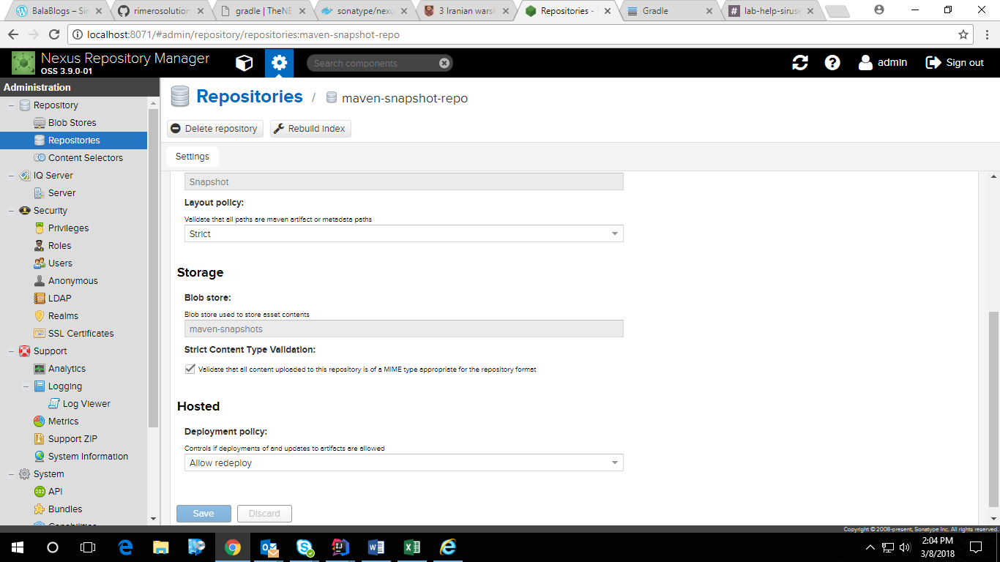 BalaBlogs – Sin
rimerosolution
gradle | TheNE
sonatype/nexu
3 Iranian warsh
Repositories -
Gradle
lab-help-siruse
localhost:8071/#admin/repository/repositories:maven-snapshot-repo
Nexus Repository Manager
OSS 3.9.0-01
Search components
admin
Sign out
Administration
Repository
Blob Stores
Repositories
Content Selectors
IQ Server
Server
Security
Privileges
Roles
Users
Anonymous
LDAP
Realms
SSL Certificates
Support
Analytics
Logging
Log Viewer
Metrics
Support ZIP
System Information
System
API
Bundles
Capabilities
Repositories / maven-snapshot-repo
Delete repository
Rebuild index
Settings
Snapshot
Layout policy:
Validate that all paths are maven artifact or metadata paths
Strict
Storage
Blob store:
Blob store used to store asset contents
maven-snapshots
Strict Content Type Validation:
Validate that all content uploaded to this repository is of a MIME type appropriate for the repository format
Hosted
Deployment policy:
Controls if deployments of and updates to artifacts are allowed
Allow redeploy
Save
Discard
Copyright © 2008-present, Sonatype Inc. All rights reserved.
2:04 PM
3/8/2018